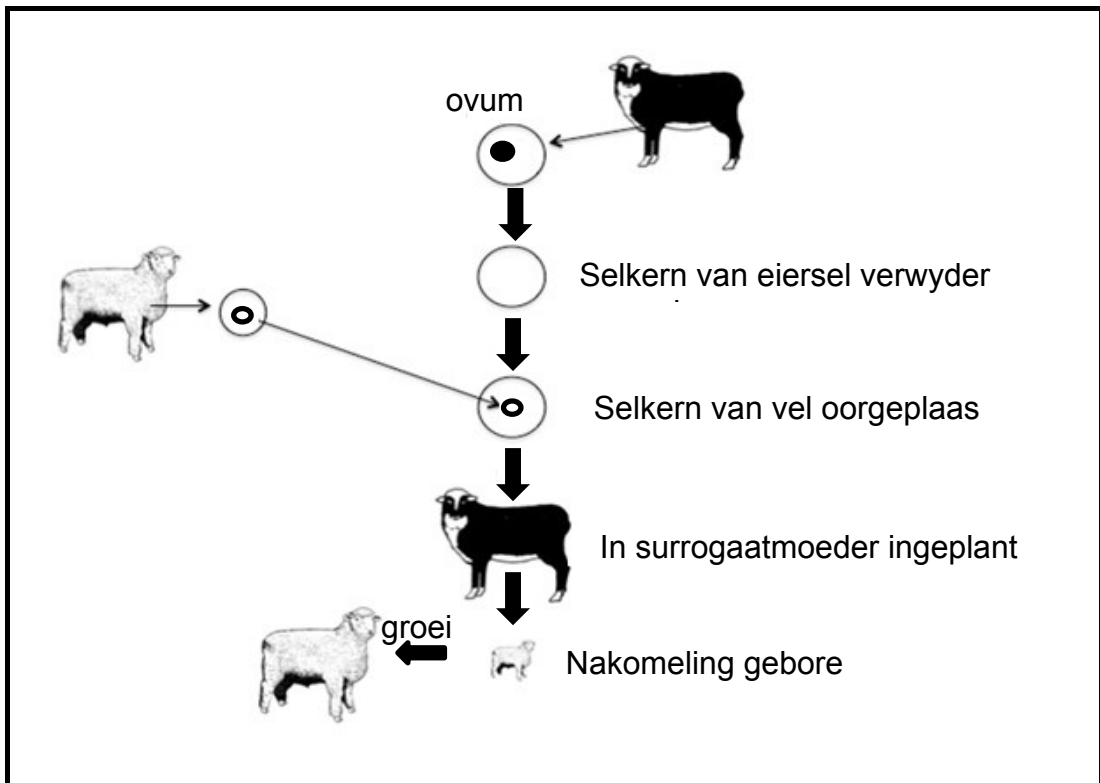 ovum
Selkern van eiersel verwyder
Selkern van vel oorgeplaas
In surrogaatmoeder ingeplant
groei
Nakomeling gebore